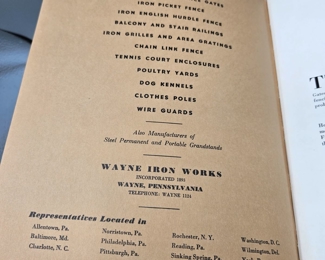 GATES
IRON PICKET FENCE
IRON ENGLISH HURDLE FENCE
BALCONY AND STAIR RAILINGS
IRON GRILLES AND AREA GRATINGS
CHAIN LINK FENCE
TENNIS COURT ENCLOSURES
POULTRY YARDS
DOG KENNELS
CLOTHES POLES
WIRE GUARDS
Also Manufacturers of
Steel Permanent and Portable Grandstands
WAYNE IRON WORKS
INCORPORATED 1931
WAYNE, PENNSYLVANIA
TELEPHONE: WAYNE 1151
Representatives Located in
Allentown, Pa.
Baltimore, Md.
Charlotte, N. C.
Norristown, Pa.
Philadelphia, Pa.
Pittsburgh, Pa.
Rochester, N. Y.
Reading, Pa.
Sinking Spring, Pa.
Washington, D. C.
Wilmington, Del.
T